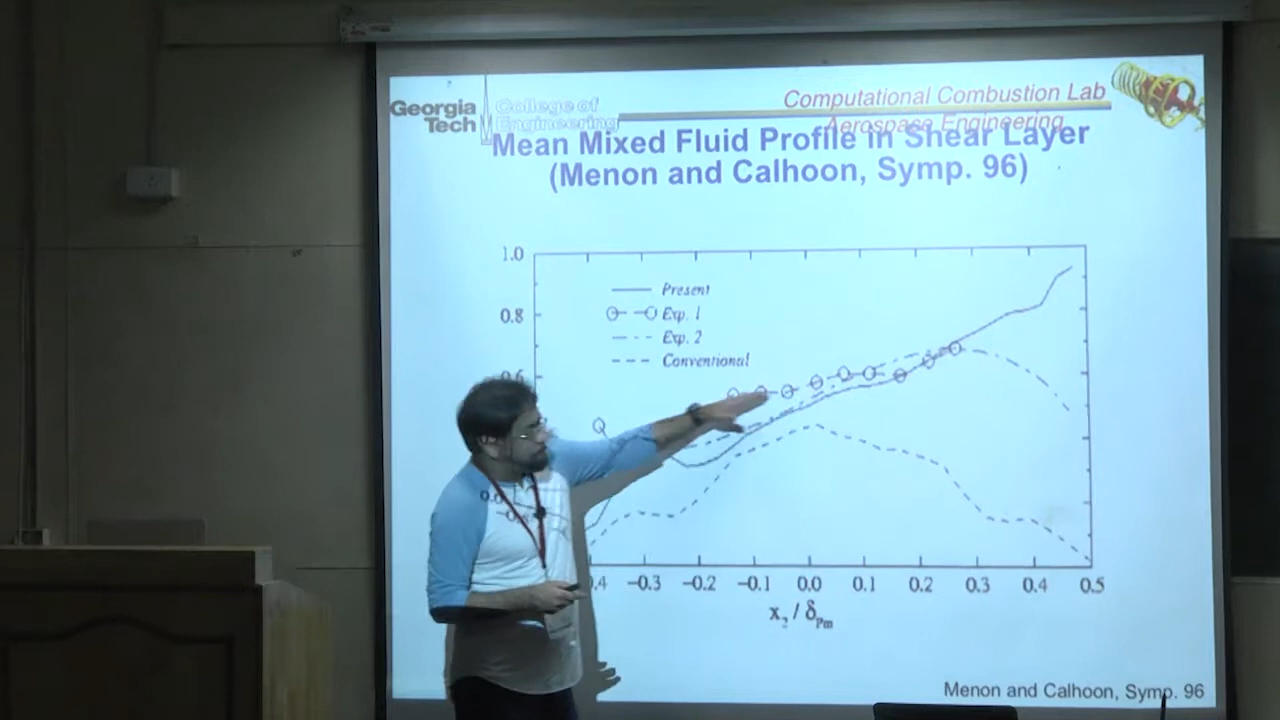 Georgia
Tech
College of
Engineering
Computational Combustion Lab
Aerospace Engineering
Mean Mixed Fluid Profile in Shear Layer
(Menon and Calhoon, Symp. 96)
1.0
0.8
0.6
0.0
Present
Exp. 1
Exp. 2
Conventional
0.4 −0.3 −0.2 −0.1 0.0 0.1 0.2 0.3 0.4 0.5
x₂ / δPm
Menon and Calhoon, Symp. 96